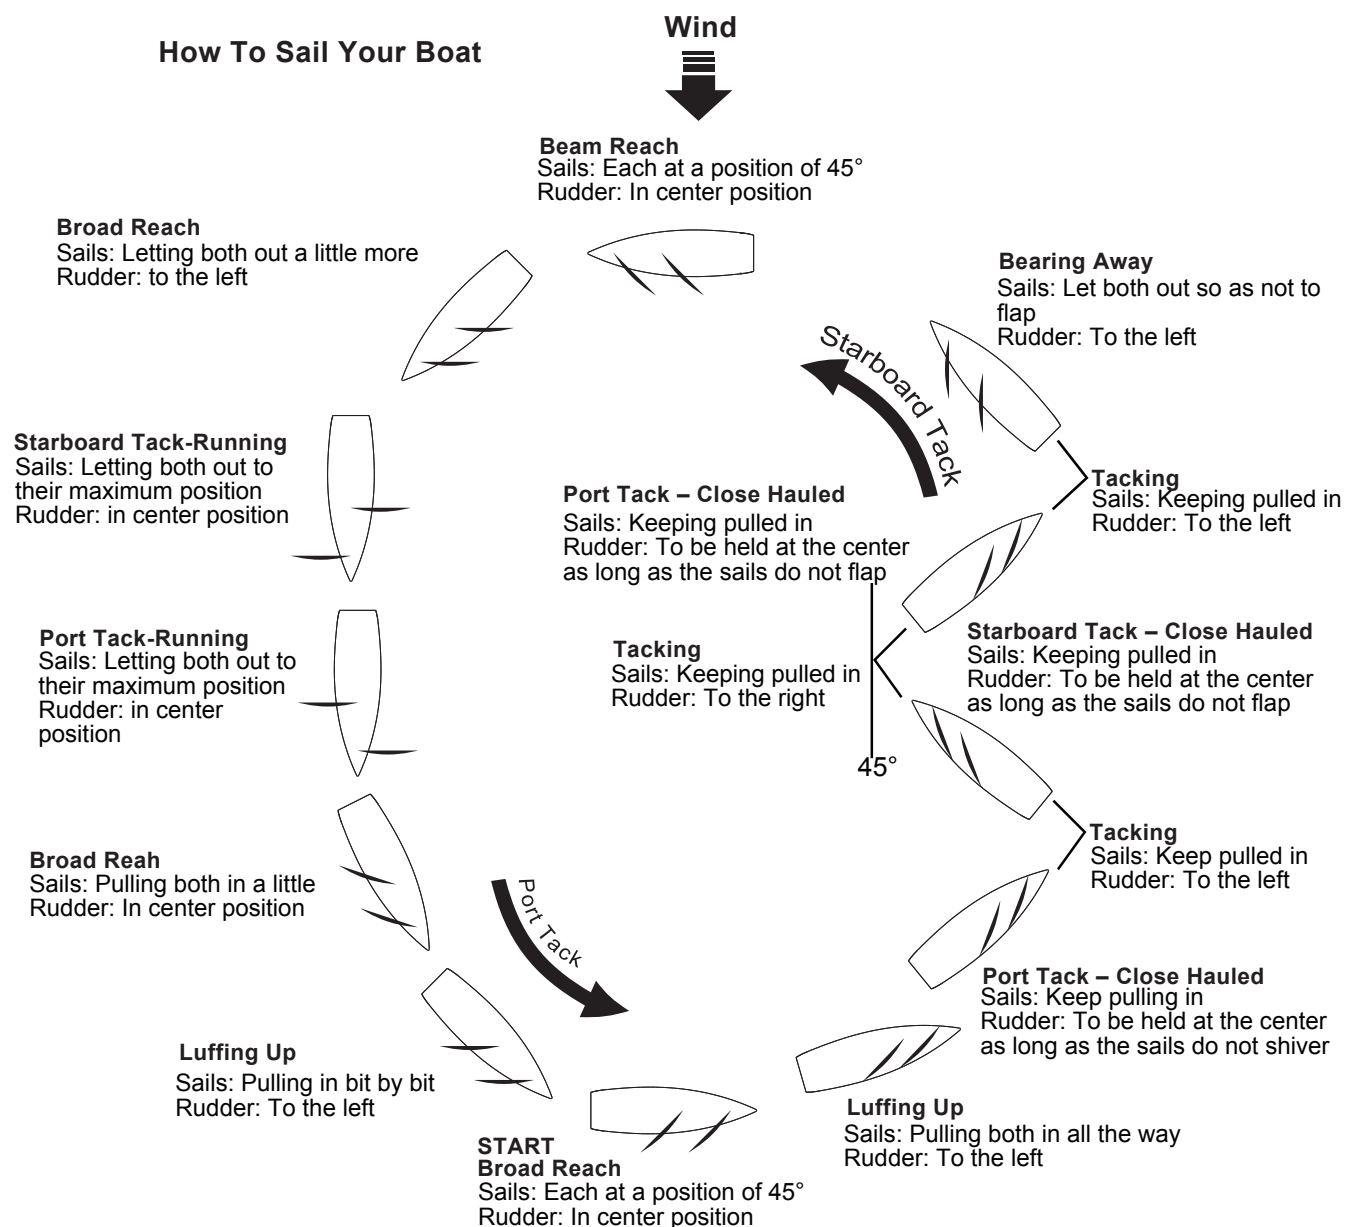 Wind
How To Sail Your Boat
Beam Reach
Sails: Each at a position of 45°
Rudder: In center position
Broad Reach
Sails: Letting both out a little more
Rudder: to the left
Bearing Away
Sails: Let both out so as not to
flap
Rudder: To the left
Starboard Tack
Starboard Tack-Running
Sails: Letting both out to
their maximum position
Rudder: in center position
Tacking
Sails: Keeping pulled in
Rudder: To the left
Port Tack – Close Hauled
Sails: Keeping pulled in
Rudder: To be held at the center
as long as the sails do not flap
Port Tack-Running
Sails: Letting both out to
their maximum position
Rudder: in center
position
Tacking
Sails: Keeping pulled in
Rudder: To the right
Starboard Tack – Close Hauled
Sails: Keeping pulled in
Rudder: To be held at the center
as long as the sails do not flap
45°
Broad Reah
Sails: Pulling both in a little
Rudder: In center position
Port Tack
Tacking
Sails: Keep pulled in
Rudder: To the left
Port Tack – Close Hauled
Sails: Keep pulling in
Rudder: To be held at the center
as long as the sails do not shiver
Luffing Up
Sails: Pulling in bit by bit
Rudder: To the left
Luffing Up
Sails: Pulling both in all the way
Rudder: To the left
START
Broad Reach
Sails: Each at a position of 45°
Rudder: In center position